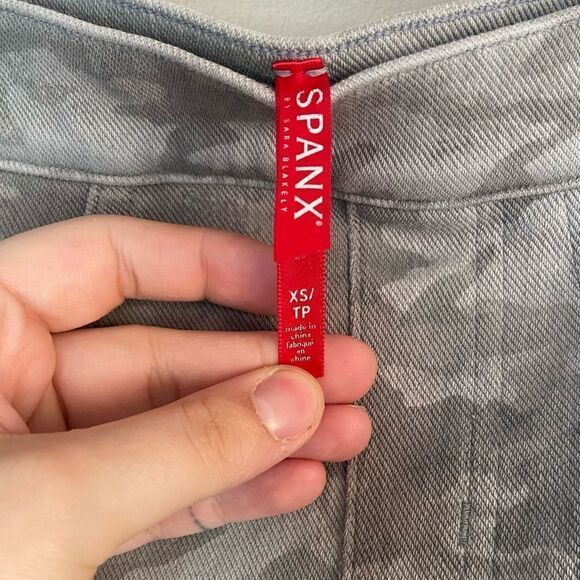 SPANX®
BY SARA BLAKELY
XS/
TP
made in
china
fabriqué
en
chine